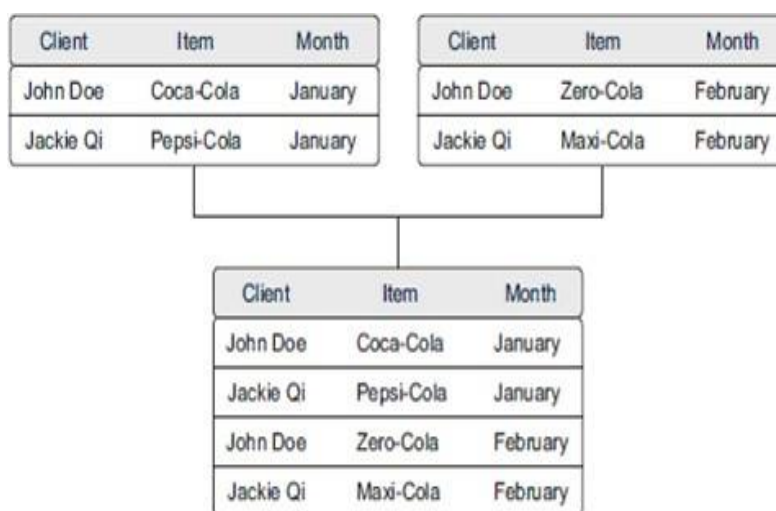 Client Item Month
John Doe Coca-Cola January
Jackie Qi Pepsi-Cola January
Client Item Month
John Doe Zero-Cola February
Jackie Qi Maxi-Cola February
Client Item Month
John Doe Coca-Cola January
Jackie Qi Pepsi-Cola January
John Doe Zero-Cola February
Jackie Qi Maxi-Cola February